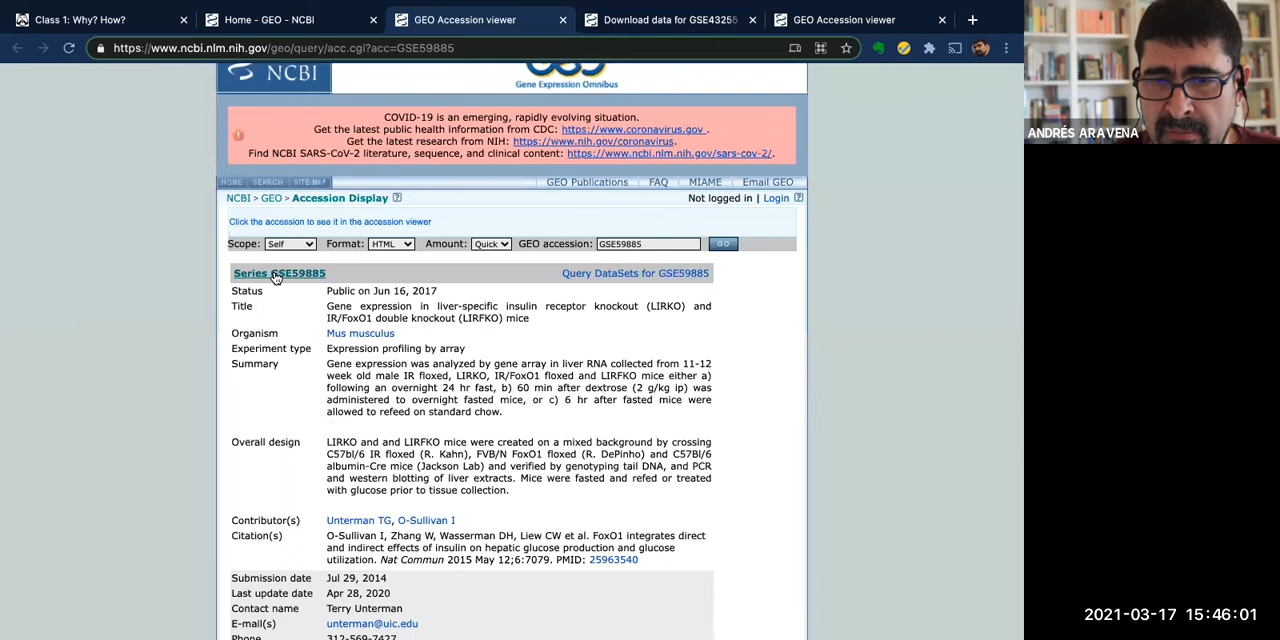 Class 1: Why? How?
Home - GEO - NCBI
GEO Accession viewer
Download data for GSE43255
GEO Accession viewer
https://www.ncbi.nlm.nih.gov/geo/query/acc.cgi?acc=GSE59885
NCBI
Gene Expression Omnibus
COVID-19 is an emerging, rapidly evolving situation.
Get the latest public health information from CDC: https://www.coronavirus.gov .
Get the latest research from NIH: https://www.nih.gov/coronavirus.
Find NCBI SARS-CoV-2 literature, sequence, and clinical content: https://www.ncbi.nlm.nih.gov/sars-cov-2/.
HOME SEARCH SITE MAP GEO Publications FAQ MIAME Email GEO
NCBI > GEO > Accession Display ? Not logged in | Login ?
Click the accession to see it in the accession viewer
Scope: Self Format: HTML Amount: Quick GEO accession: GSE59885 GO
Series GSE59885 Query DataSets for GSE59885
Status Public on Jun 16, 2017
Title Gene expression in liver-specific insulin receptor knockout (LIRKO) and
IR/FoxO1 double knockout (LIRFKO) mice
Organism Mus musculus
Experiment type Expression profiling by array
Summary Gene expression was analyzed by gene array in liver RNA collected from 11-12
week old male IR floxed, LIRKO, IR/FoxO1 floxed and LIRFKO mice either a)
following an overnight 24 hr fast, b) 60 min after dextrose (2 g/kg ip) was
administered to overnight fasted mice, or c) 6 hr after fasted mice were
allowed to refeed on standard chow.
Overall design LIRKO and and LIRFKO mice were created on a mixed background by crossing
C57bl/6 IR floxed (R. Kahn), FVB/N FoxO1 floxed (R. DePinho) and C57Bl/6
albumin-Cre mice (Jackson Lab) and verified by genotyping tail DNA, and PCR
and western blotting of liver extracts. Mice were fasted and refed or treated
with glucose prior to tissue collection.
Contributor(s) Unterman TG, O-Sullivan I
Citation(s) O-Sullivan I, Zhang W, Wasserman DH, Liew CW et al. FoxO1 integrates direct
and indirect effects of insulin on hepatic glucose production and glucose
utilization. Nat Commun 2015 May 12;6:7079. PMID: 25963540
Submission date Jul 29, 2014
Last update date Apr 28, 2020
Contact name Terry Unterman
E-mail(s) unterman@uic.edu
Phone 312-569-7427
ANDRÉS ARAVENA
2021-03-17 15:46:01